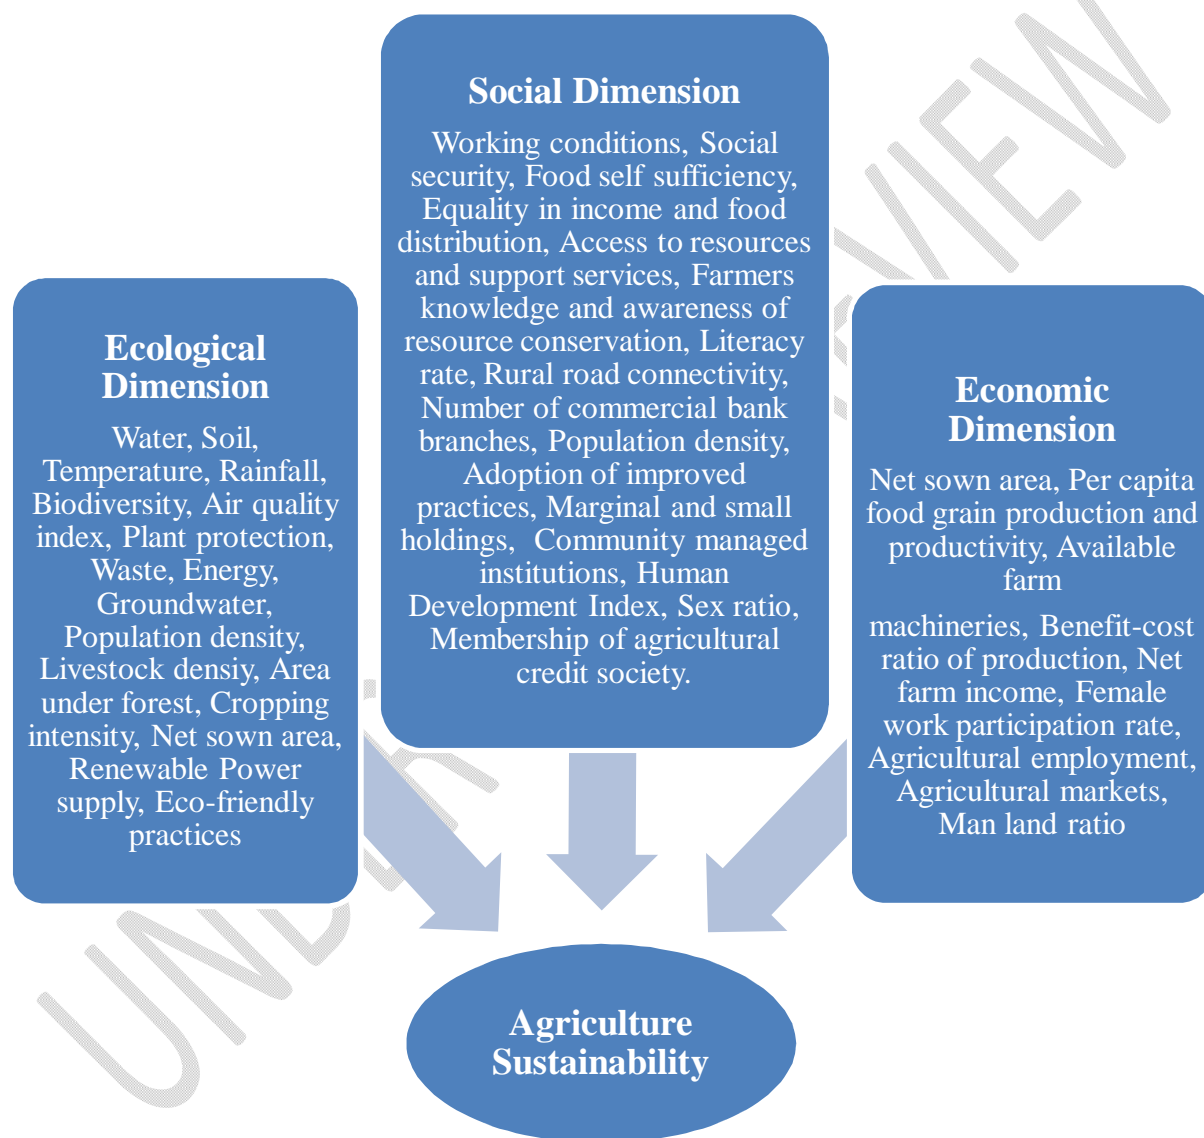 Social Dimension
Working conditions, Social
security, Food self sufficiency,
Equality in income and food
distribution, Access to resources
and support services, Farmers
knowledge and awareness of
resource conservation, Literacy
rate, Rural road connectivity,
Number of commercial bank
branches, Population density,
Adoption of improved
practices, Marginal and small
holdings, Community managed
institutions, Human
Development Index, Sex ratio,
Membership of agricultural
credit society.
Ecological
Dimension
Water, Soil,
Temperature, Rainfall,
Biodiversity, Air quality
index, Plant protection,
Waste, Energy,
Groundwater,
Population density,
Livestock densiy, Area
under forest, Cropping
intensity, Net sown area,
Renewable Power
supply, Eco-friendly
practices
Economic
Dimension
Net sown area, Per capita
food grain production and
productivity, Available
farm
machineries, Benefit-cost
ratio of production, Net
farm income, Female
work participation rate,
Agricultural employment,
Agricultural markets,
Man land ratio
Agriculture
Sustainability